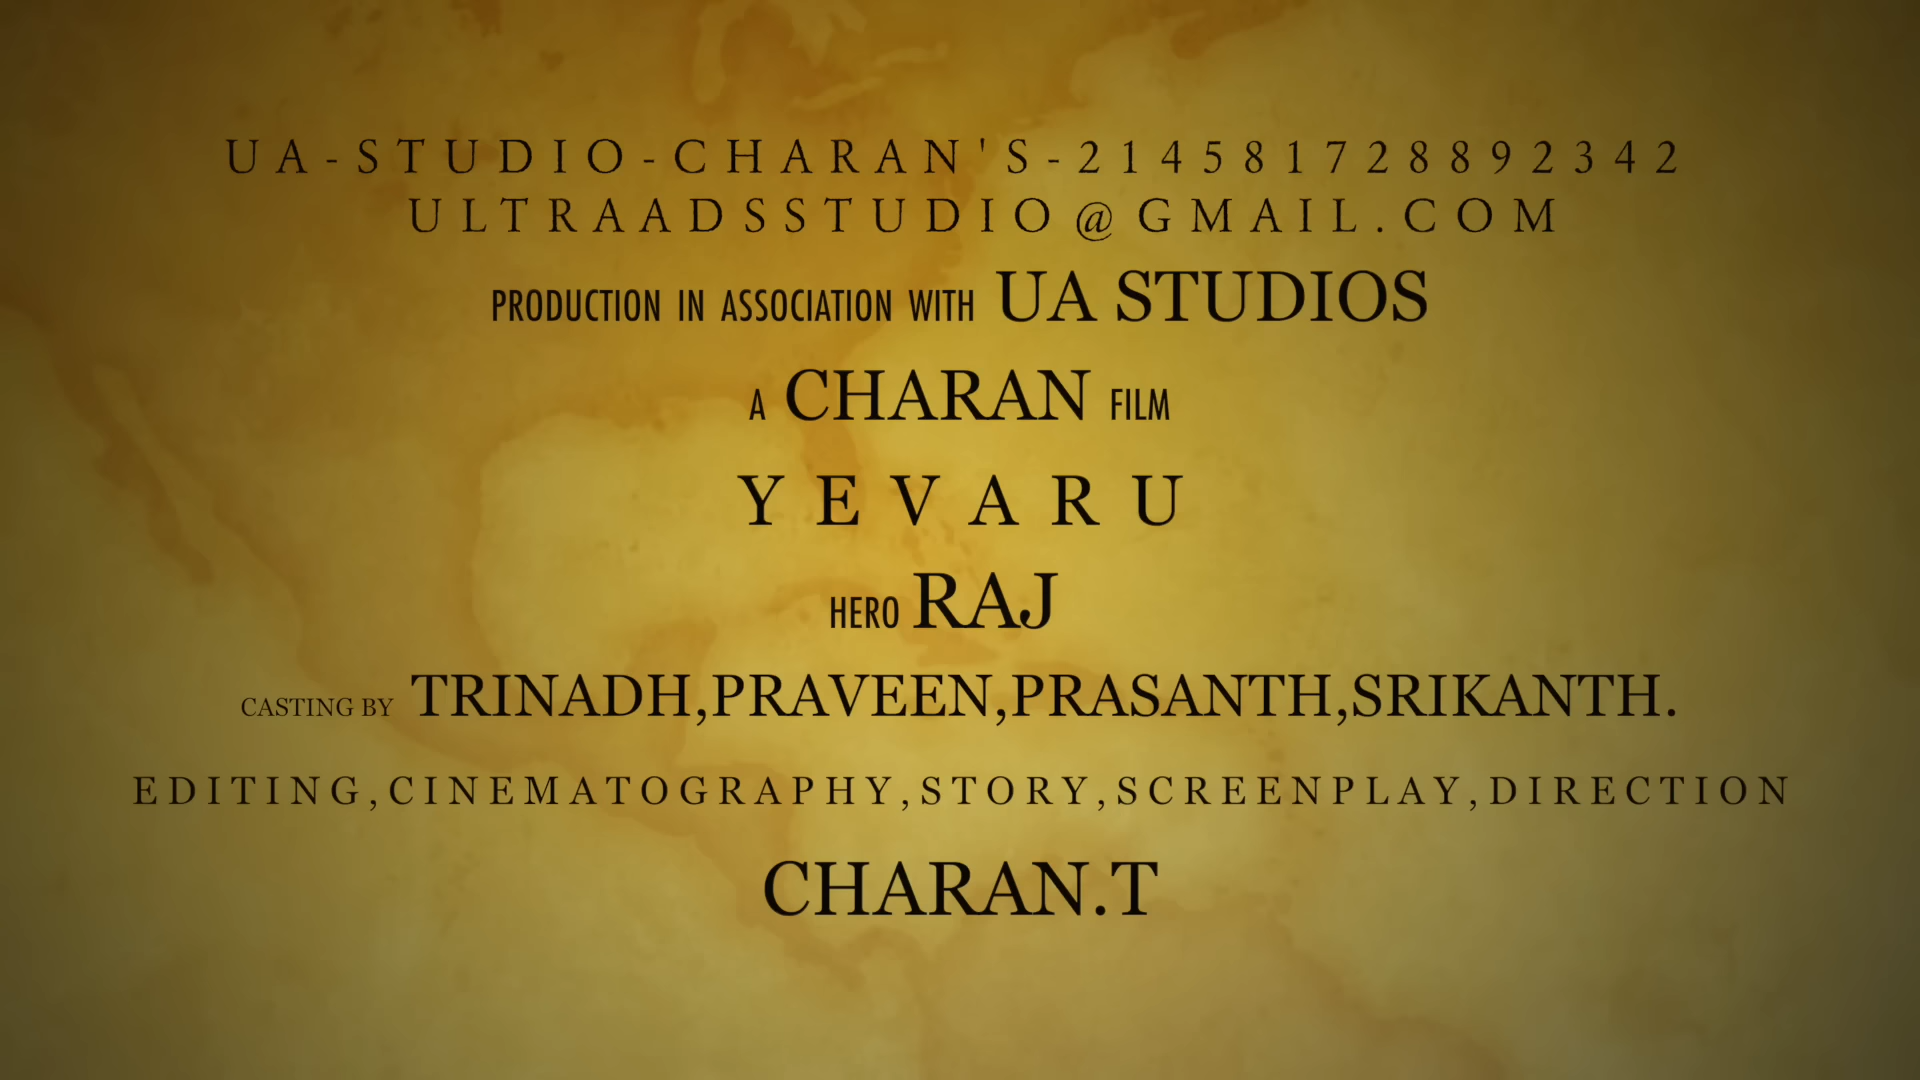 UA-STUDIO-CHARAN'S-214581728892342
ULTRAADSSTUDIO@GMAIL.COM
PRODUCTION IN ASSOCIATION WITH UA STUDIOS
A CHARAN FILM
YEVARU
HERO RAJ
CASTING BY TRINADH,PRAVEEN,PRASANTH,SRIKANTH.
EDITING,CINEMATOGRAPHY,STORY,SCREENPLAY,DIRECTION
CHARAN.T